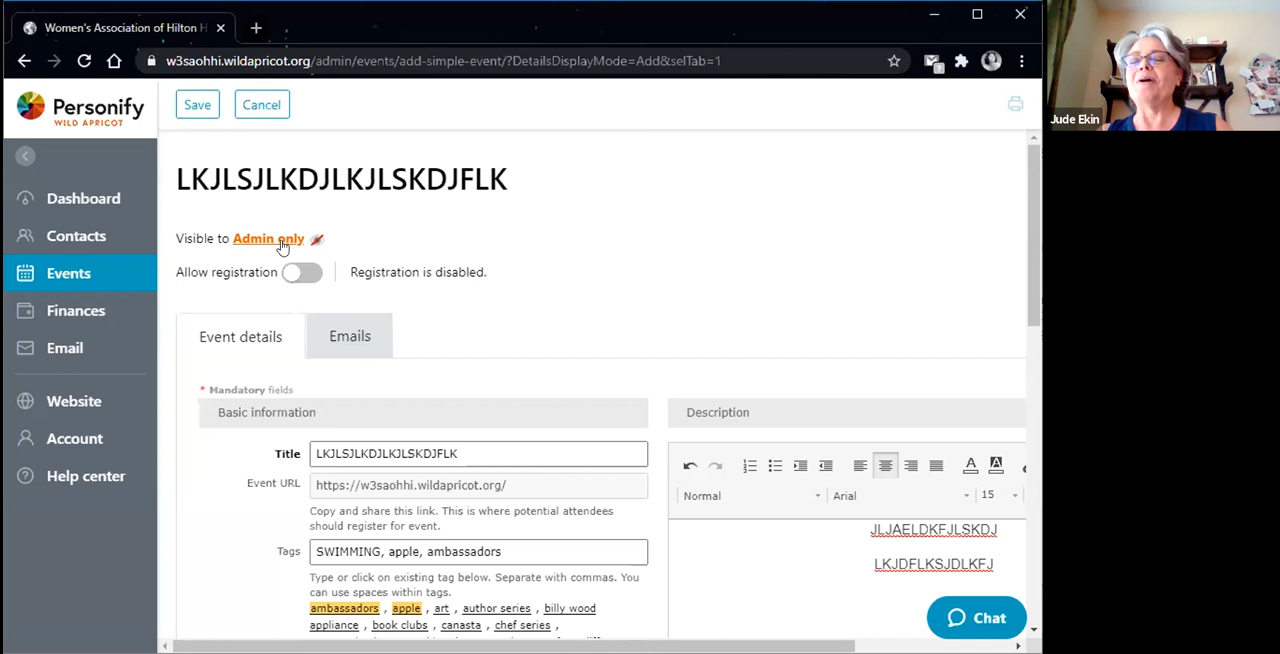 Women's Association of Hilton H
w3saohhi.wildapricot.org/admin/events/add-simple-event/?DetailsDisplayMode=Add&selTab=1
7
Jude Ekin
Personify
WILD APRICOT
Save
Cancel
Dashboard
Contacts
Events
Finances
Email
Website
Account
Help center
LKJLSJLKDJLKJLSKDJFLK
Visible to Admin only
Allow registration
Registration is disabled.
Event details
Emails
* Mandatory fields
Basic information
Title
LKJLSJLKDJLKJLSKDJFLK
Event URL
https://w3saohhi.wildapricot.org/
Copy and share this link. This is where potential attendees
should register for event.
Tags
SWIMMING, apple, ambassadors
Type or click on existing tag below. Separate with commas. You
can use spaces within tags.
ambassadors , apple , art , author series , billy wood
appliance , book clubs , canasta , chef series ,
Description
A A
Normal
Arial
15
JLJAELDKFJLSKDJ
LKJDFLKSJDLKFJ
Chat